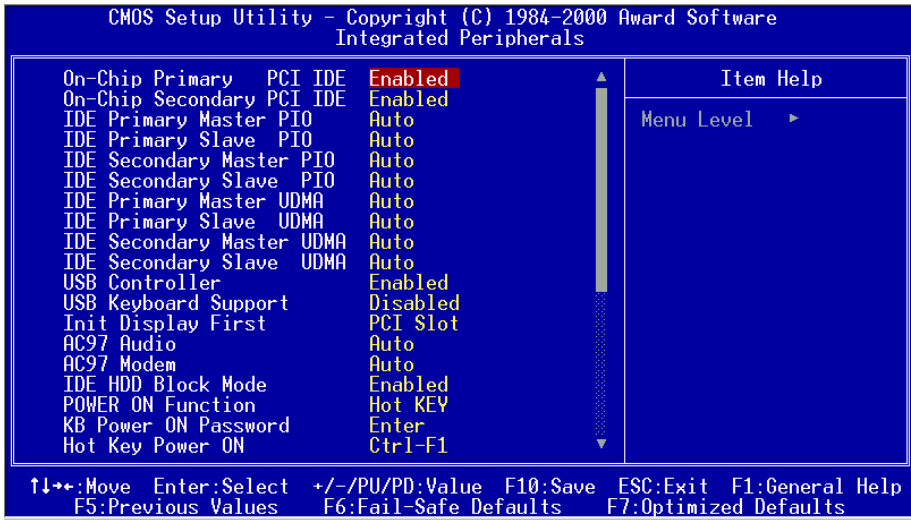 CMOS Setup Utility - Copyright (C) 1984-2000 Award Software
Integrated Peripherals
On-Chip Primary PCI IDE Enabled
On-Chip Secondary PCI IDE Enabled
IDE Primary Master PIO Auto
IDE Primary Slave PIO Auto
IDE Secondary Master PIO Auto
IDE Secondary Slave PIO Auto
IDE Primary Master UDMA Auto
IDE Primary Slave UDMA Auto
IDE Secondary Master UDMA Auto
IDE Secondary Slave UDMA Auto
USB Controller Enabled
USB Keyboard Support Disabled
Init Display First PCI Slot
AC97 Audio Auto
AC97 Modem Auto
IDE HDD Block Mode Enabled
POWER ON Function Hot KEY
KB Power ON Password Enter
Hot Key Power ON Ctrl-F1
Item Help
Menu Level ►
↑↓→←:Move Enter:Select +/-/PU/PD:Value F10:Save ESC:Exit F1:General Help
F5:Previous Values F6:Fail-Safe Defaults F7:Optimized Defaults